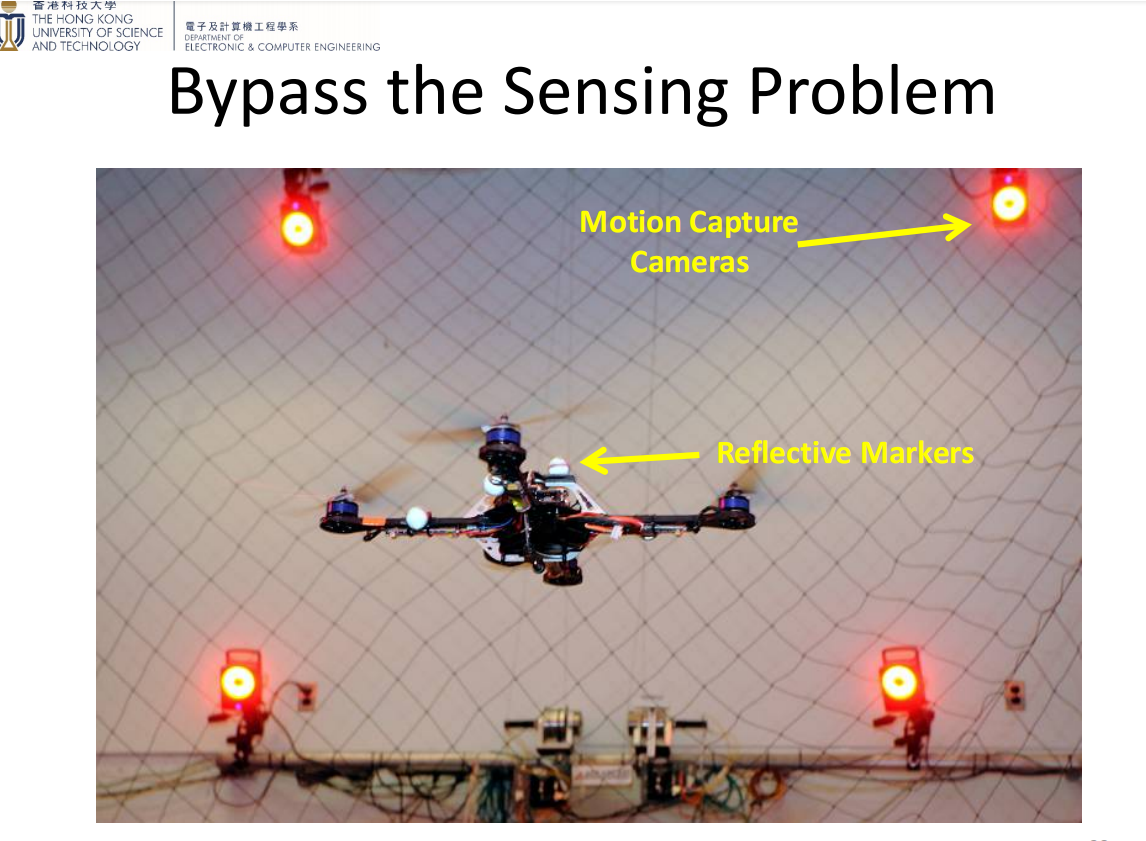 香港科技大學
THE HONG KONG
UNIVERSITY OF SCIENCE
AND TECHNOLOGY
電子及計算機工程學系
DEPARTMENT OF
ELECTRONIC & COMPUTER ENGINEERING
Bypass the Sensing Problem
Motion Capture
Cameras
Reflective Markers